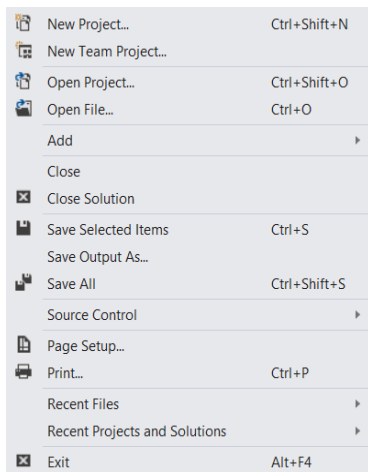 New Project... Ctrl+Shift+N
New Team Project...
Open Project... Ctrl+Shift+O
Open File... Ctrl+O
Add
Close
Close Solution
Save Selected Items Ctrl+S
Save Output As...
Save All Ctrl+Shift+S
Source Control
Page Setup...
Print... Ctrl+P
Recent Files
Recent Projects and Solutions
Exit Alt+F4